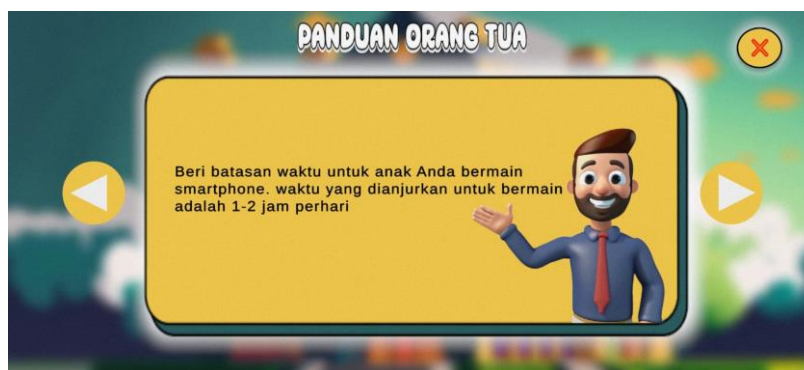 PANDUAN ORANG TUA
Beri batasan waktu untuk anak Anda bermain
smartphone. waktu yang dianjurkan untuk bermain
adalah 1-2 jam perhari